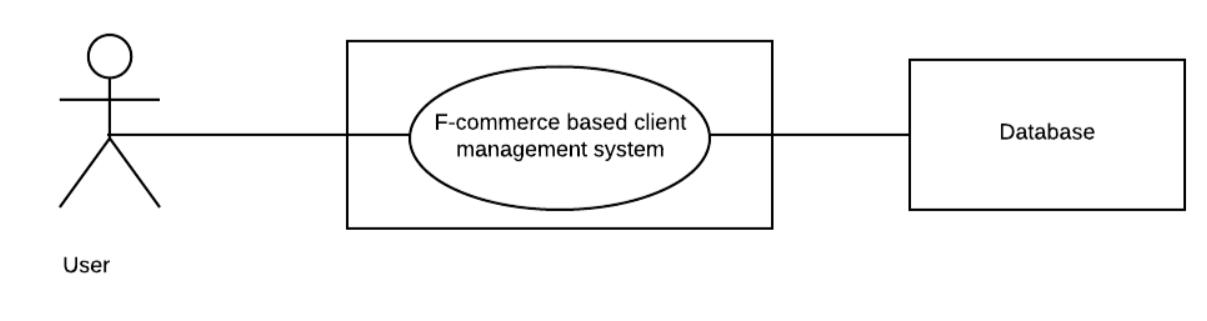 F-commerce based client
management system
Database
User